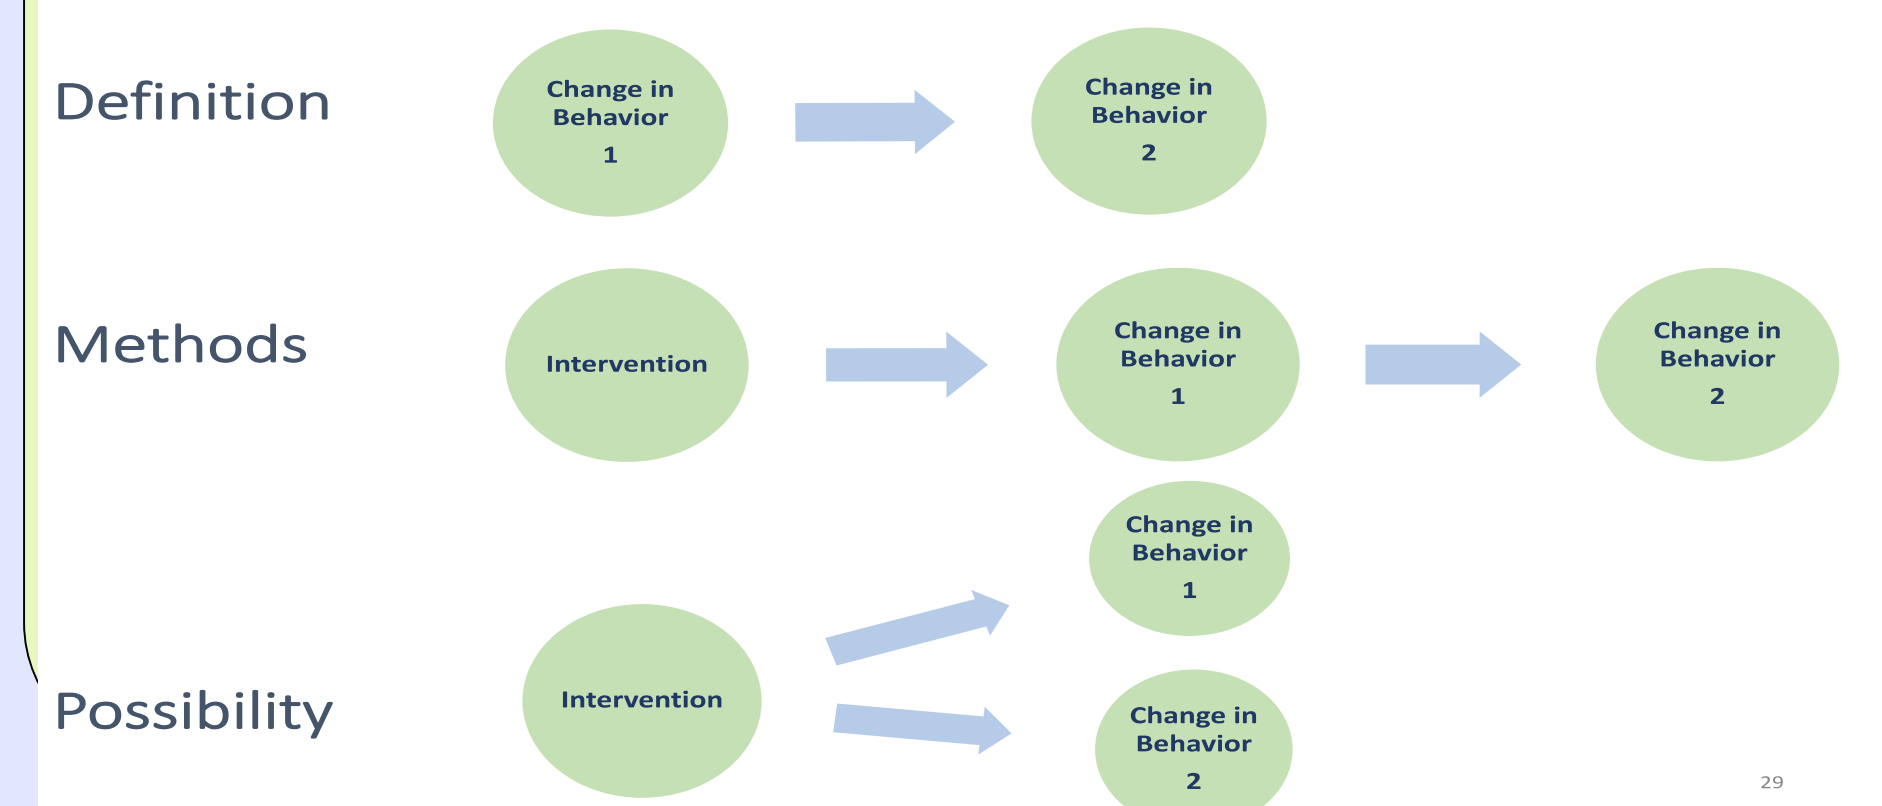 Definition
Change in
Behavior
1
Change in
Behavior
2
Methods
Intervention
Change in
Behavior
1
Change in
Behavior
2
Possibility
Intervention
Change in
Behavior
1
Change in
Behavior
2
29